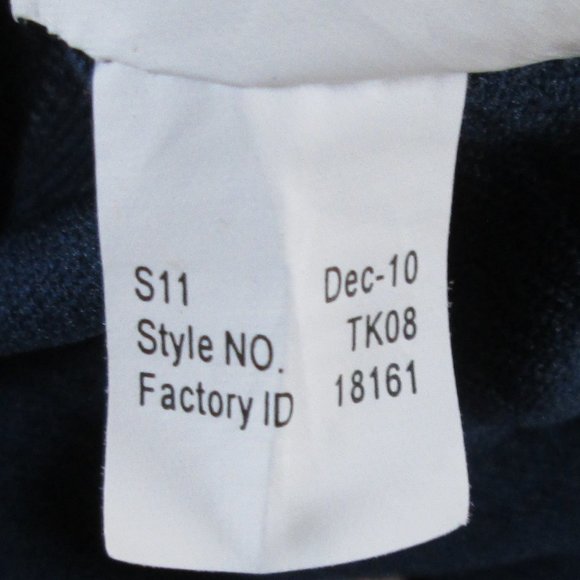 S11 Dec-10
Style NO. TK08
Factory ID 18161